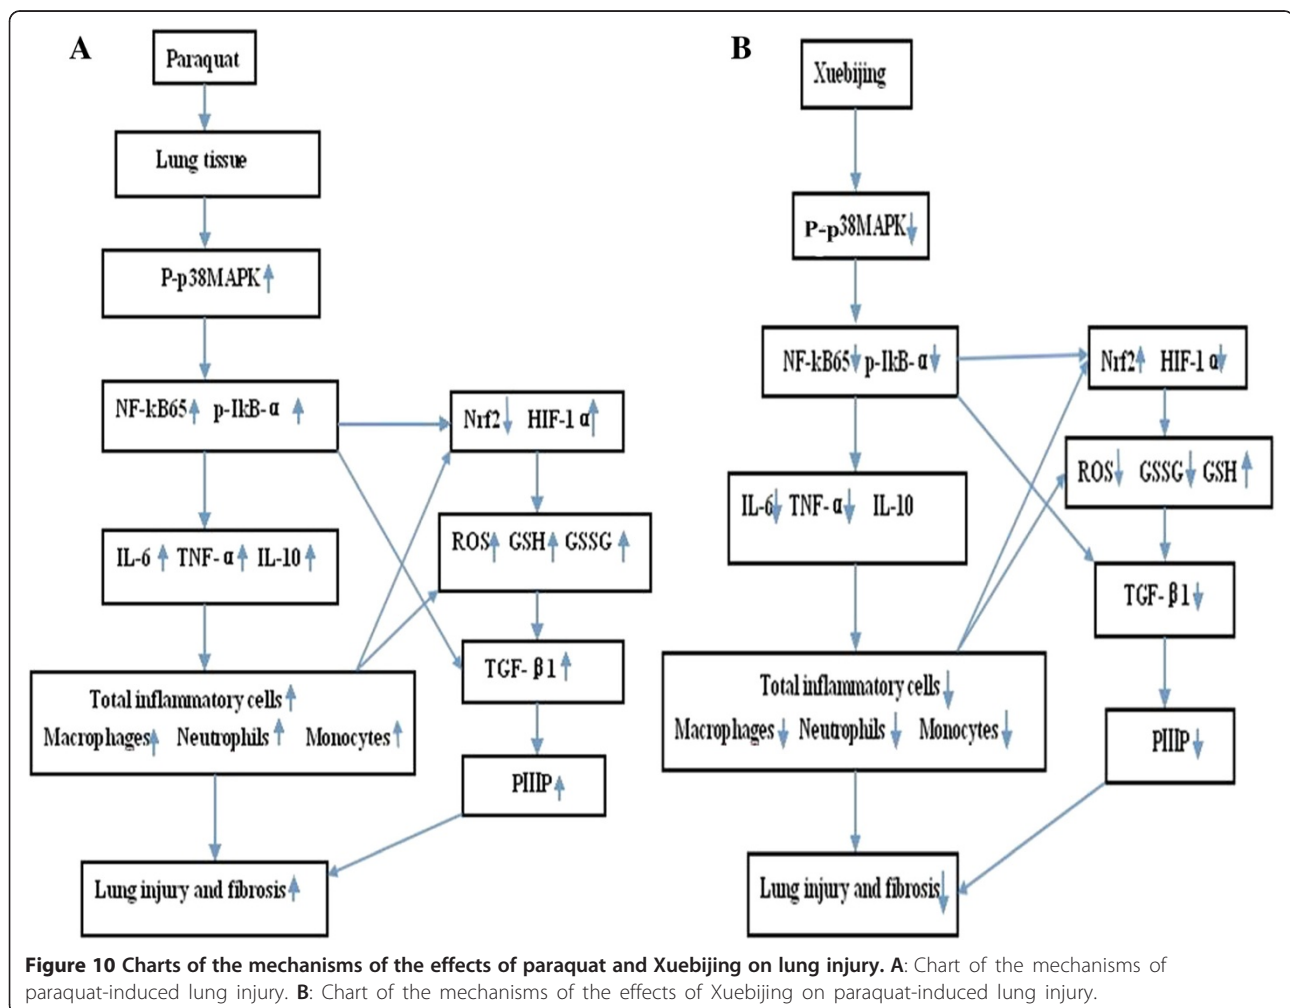 A
Paraquat
Lung tissue
P-p38MAPK↑
NF-kB65↑ p-IkB-α ↑
Nrf2↓ HIF-1 α↑
IL-6 ↑ TNF-α↑ IL-10 ↑
ROS↑ GSH↑ GSSG ↑
TGF-β1↑
Total inflammatory cells↑
Macrophages↑ Neutrophils↑ Monocytes↑
PIIIP↑
Lung injury and fibrosis↑
B
Xuebijing
P-p38MAPK↓
NF-kB65↓ p-IkB-α↓
Nrf2↑ HIF-1 α↓
ROS↓ GSSG↓ GSH↑
IL-6↓ TNF-α↓ IL-10
TGF-β1↓
Total inflammatory cells↓
Macrophages↓ Neutrophils↓ Monocytes↓
PIIIP↓
Lung injury and fibrosis↓
Figure 10 Charts of the mechanisms of the effects of paraquat and Xuebijing on lung injury. A: Chart of the mechanisms of
paraquat-induced lung injury. B: Chart of the mechanisms of the effects of Xuebijing on paraquat-induced lung injury.